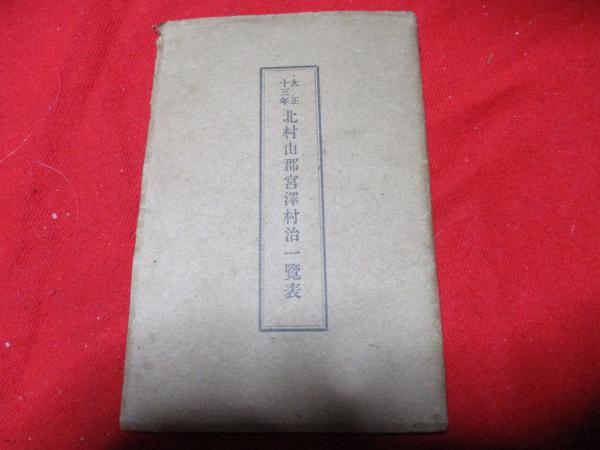 大正
十三年
北村山郡宮澤村治一覽表